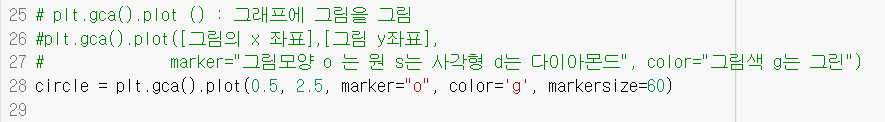 25 # plt.gca().plot () : 그래프에 그림을 그림
26 #plt.gca().plot([그림의 x 좌표],[그림 y좌표],
27 #               marker="그림모양 o 는 원 s는 사각형 d는 다이아몬드", color="그림색 g는 그린")
28 circle = plt.gca().plot(0.5, 2.5, marker="o", color='g', markersize=60)
29